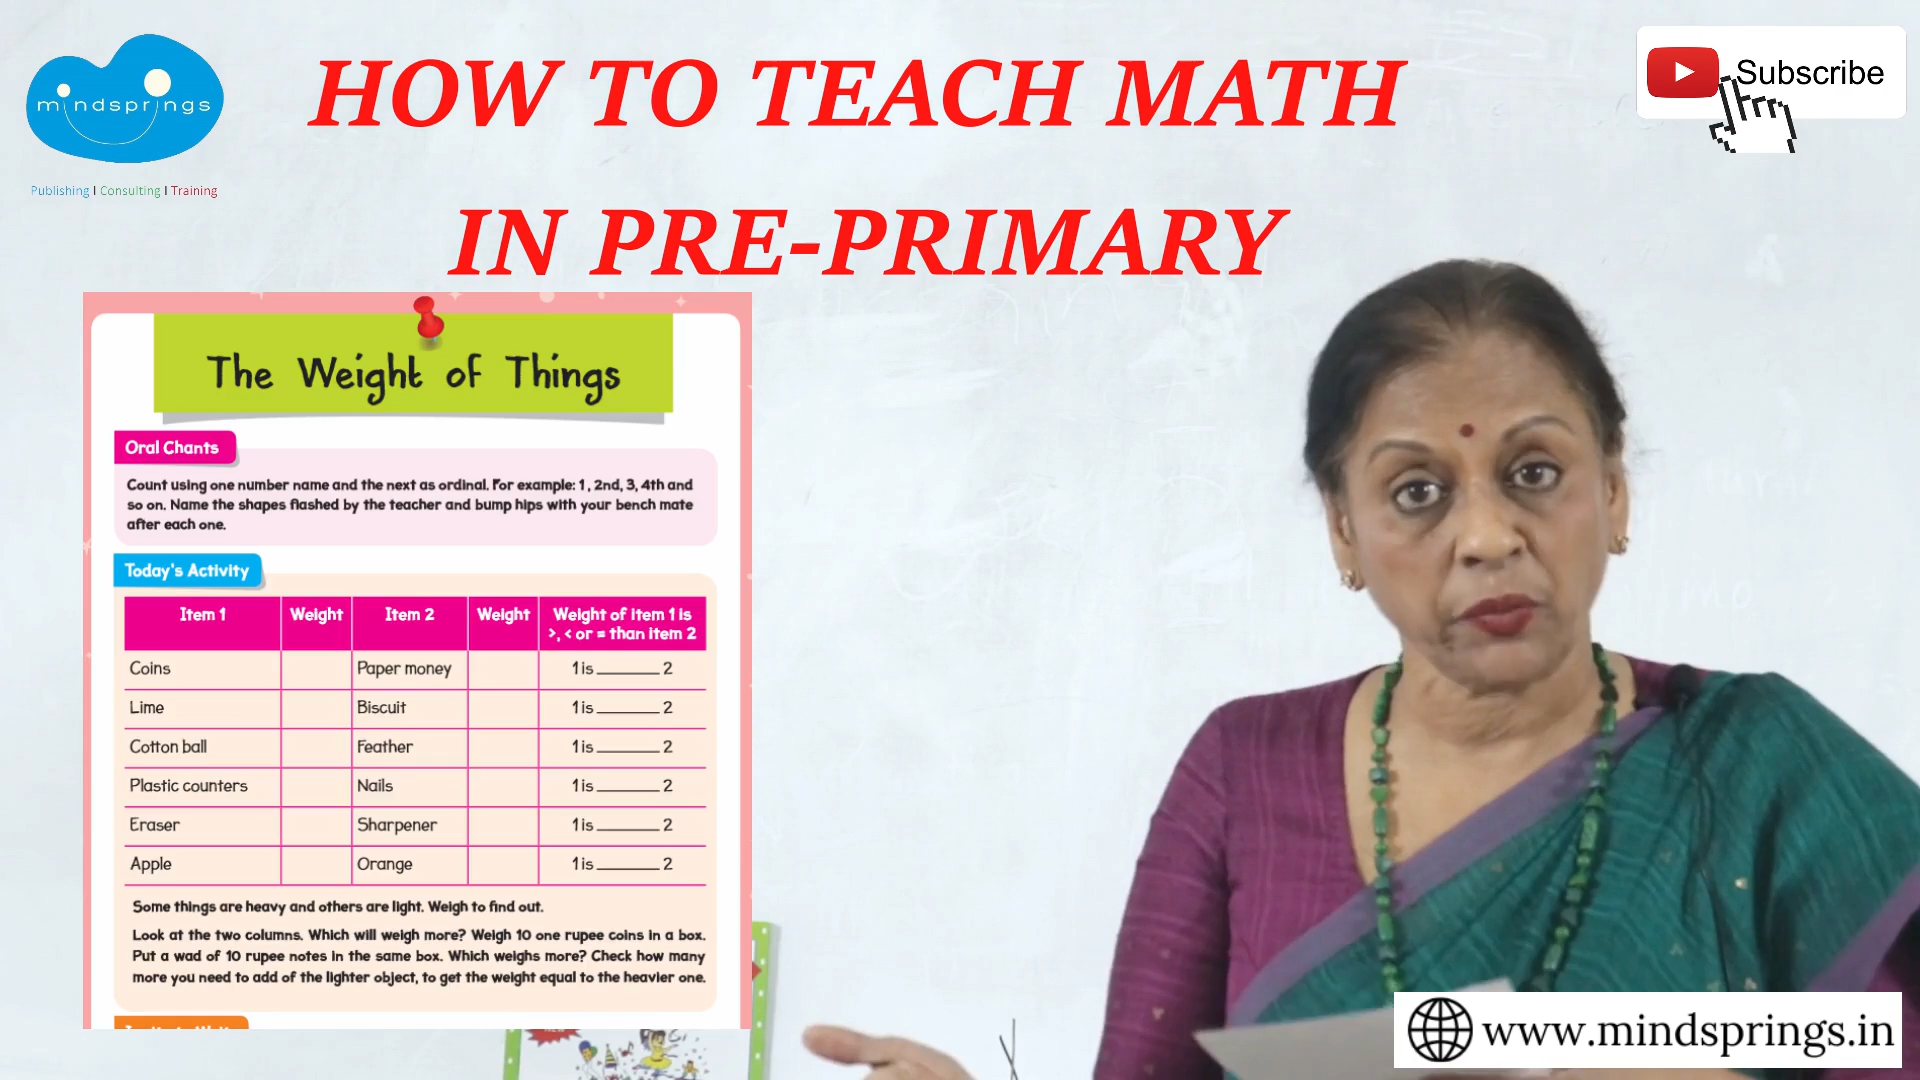 mindsprings
Publishing I Consulting I Training
HOW TO TEACH MATH
IN PRE-PRIMARY
Subscribe
The Weight of Things
Oral Chants
Count using one number name and the next as ordinal. For example: 1, 2nd, 3, 4th and
so on. Name the shapes flashed by the teacher and bump hips with your bench mate
after each one.
Today's Activity
Item 1 Weight Item 2 Weight Weight of item 1 is
>, < or = than item 2
Coins Paper money 1 is ______ 2
Lime Biscuit 1 is ______ 2
Cotton ball Feather 1 is ______ 2
Plastic counters Nails 1 is ______ 2
Eraser Sharpener 1 is ______ 2
Apple Orange 1 is ______ 2
Some things are heavy and others are light. Weigh to find out.
Look at the two columns. Which will weigh more? Weigh 10 one rupee coins in a box.
Put a wad of 10 rupee notes in the same box. Which weighs more? Check how many
more you need to add of the lighter object, to get the weight equal to the heavier one.
www.mindsprings.in